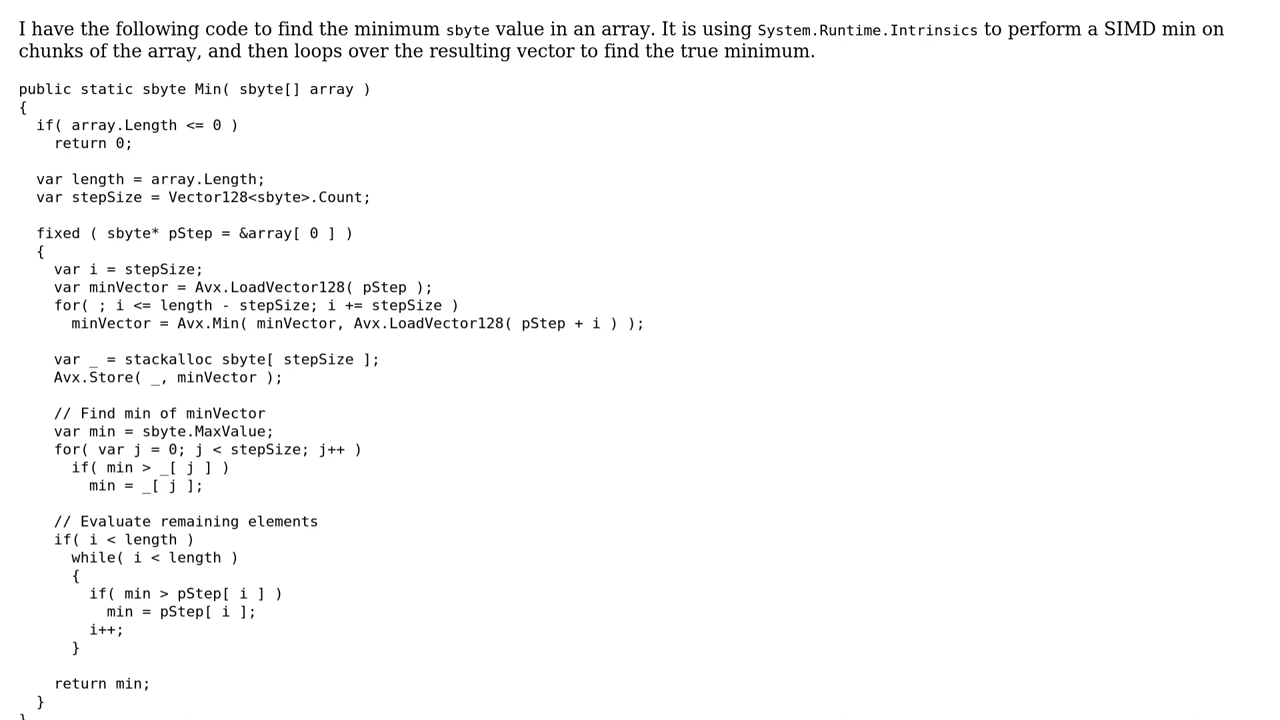 I have the following code to find the minimum sbyte value in an array. It is using System.Runtime.Intrinsics to perform a SIMD min on
chunks of the array, and then loops over the resulting vector to find the true minimum.
public static sbyte Min( sbyte[] array )
{
  if( array.Length <= 0 )
    return 0;

  var length = array.Length;
  var stepSize = Vector128<sbyte>.Count;

  fixed ( sbyte* pStep = &array[ 0 ] )
  {
    var i = stepSize;
    var minVector = Avx.LoadVector128( pStep );
    for( ; i <= length - stepSize; i += stepSize )
      minVector = Avx.Min( minVector, Avx.LoadVector128( pStep + i ) );

    var _ = stackalloc sbyte[ stepSize ];
    Avx.Store( _, minVector );

    // Find min of minVector
    var min = sbyte.MaxValue;
    for( var j = 0; j < stepSize; j++ )
      if( min > _[ j ] )
        min = _[ j ];

    // Evaluate remaining elements
    if( i < length )
      while( i < length )
      {
        if( min > pStep[ i ] )
          min = pStep[ i ];
        i++;
      }

    return min;
  }
}